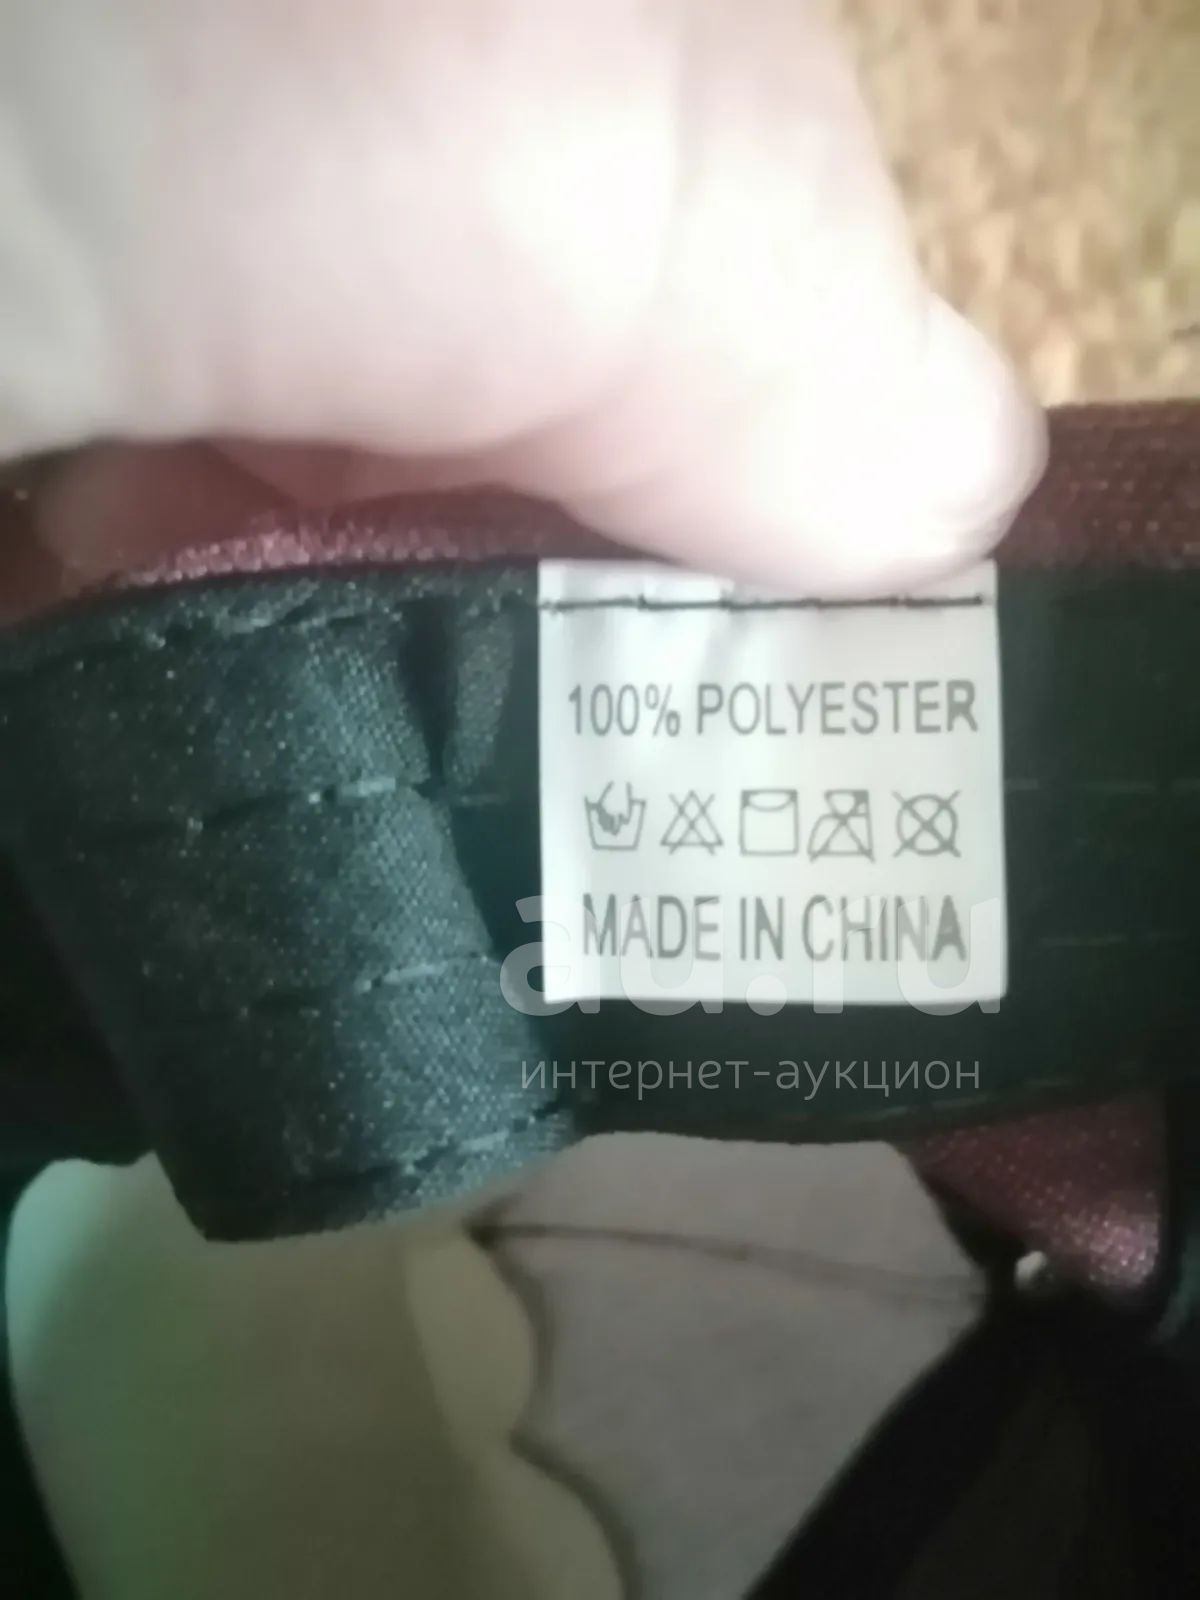 100% POLYESTER
MADE IN CHINA
au.ru
интернет-аукцион